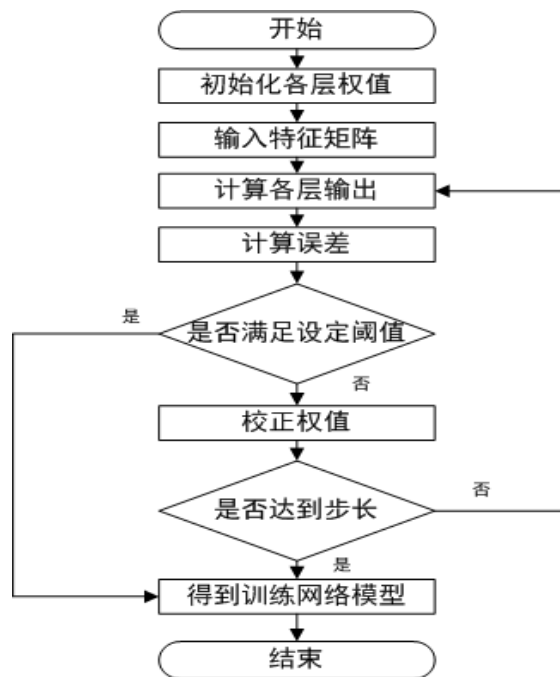 开始
初始化各层权值
输入特征矩阵
计算各层输出
计算误差
是
是否满足设定阈值
否
校正权值
否
是否达到步长
是
得到训练网络模型
结束